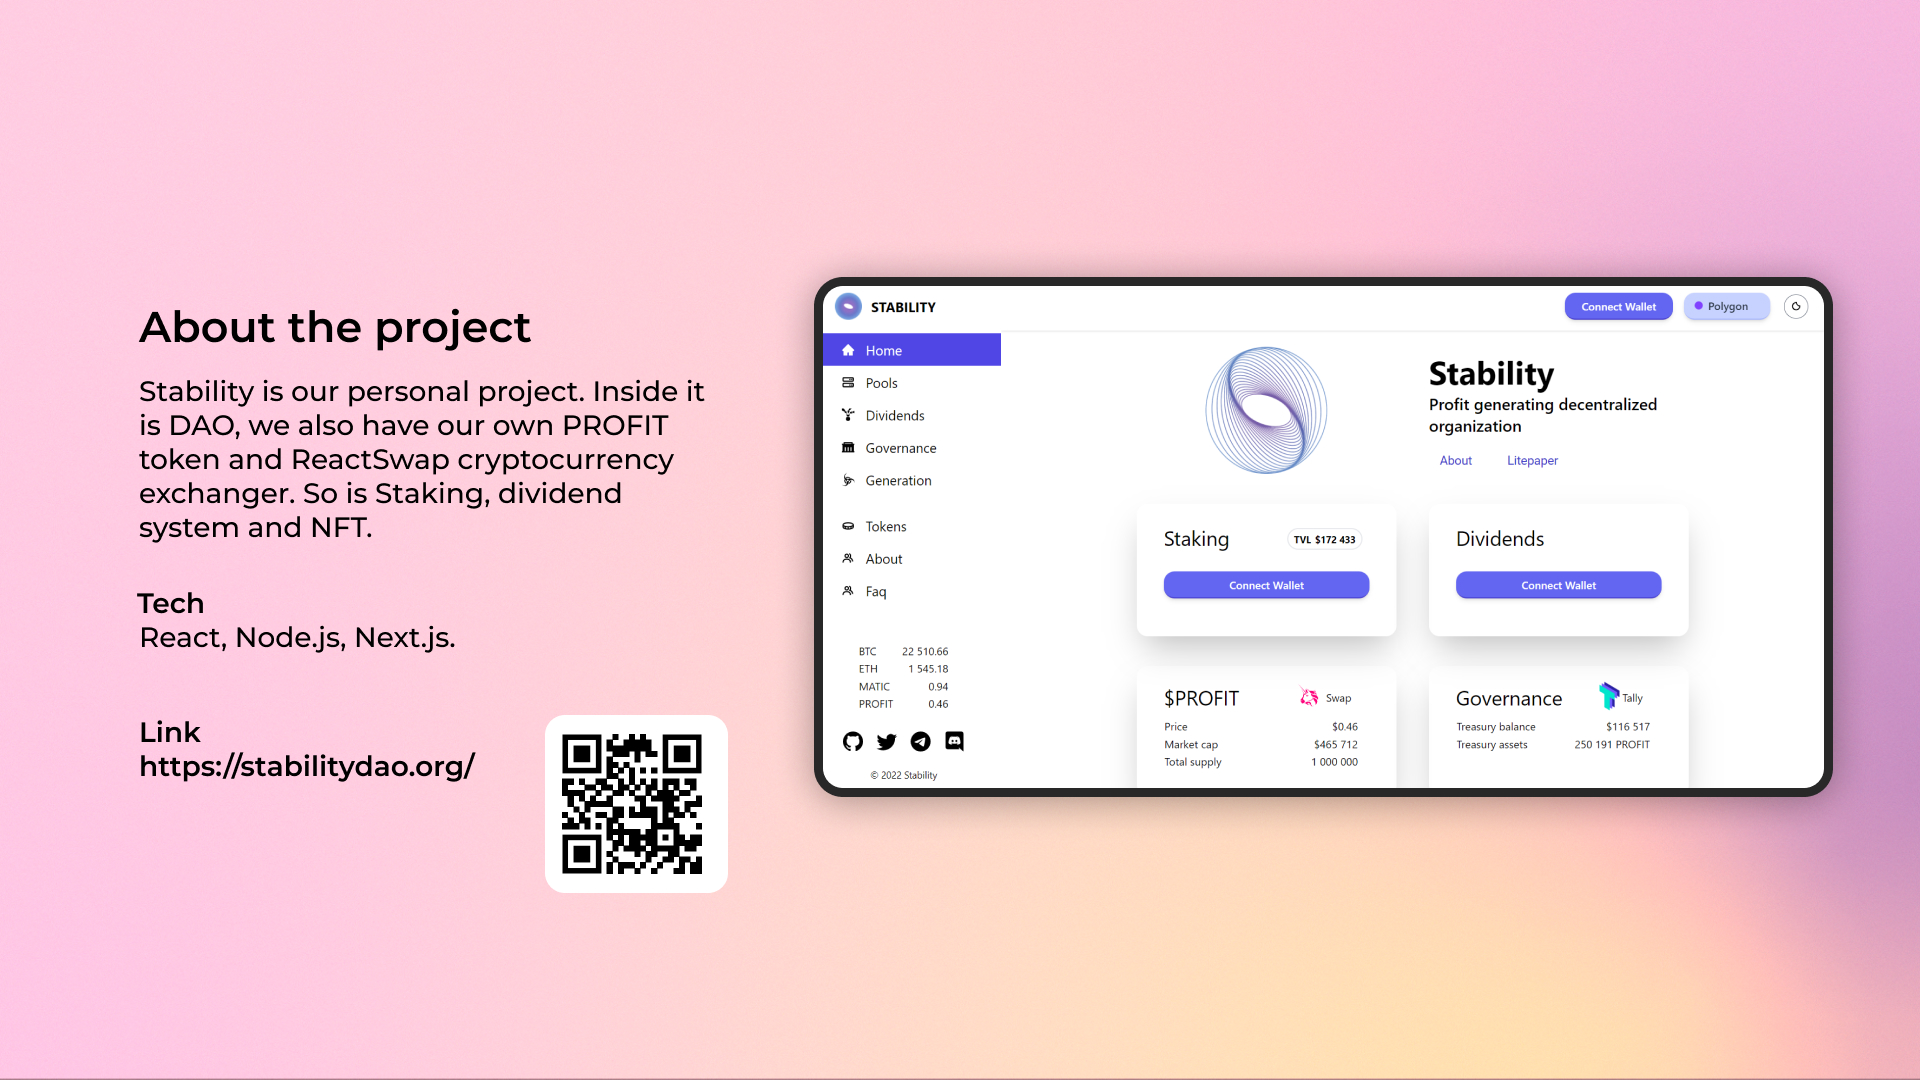 About the project
Stability is our personal project. Inside it
is DAO, we also have our own PROFIT
token and ReactSwap cryptocurrency
exchanger. So is Staking, dividend
system and NFT.
Tech
React, Node.js, Next.js.
Link
https://stabilitydao.org/
STABILITY
Connect Wallet
Polygon
Home
Pools
Dividends
Governance
Generation
Tokens
About
Faq
BTC 22 510.66
ETH 1 545.18
MATIC 0.94
PROFIT 0.46
© 2022 Stability
Stability
Profit generating decentralized
organization
About Litepaper
Staking TVL $172 433
Connect Wallet
Dividends
Connect Wallet
$PROFIT Swap
Price $0.46
Market cap $465 712
Total supply 1 000 000
Governance Tally
Treasury balance $116 517
Treasury assets 250 191 PROFIT